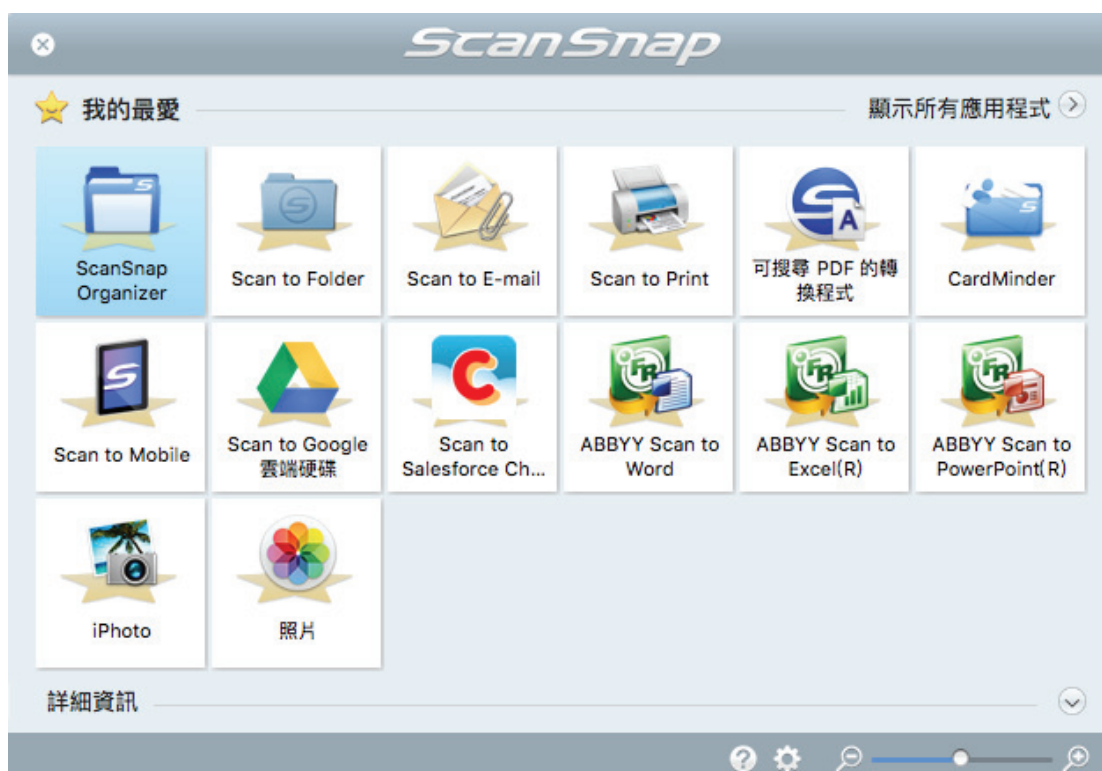 ScanSnap
我的最愛
顯示所有應用程式
ScanSnap
Organizer
Scan to Folder
Scan to E-mail
Scan to Print
可搜尋 PDF 的轉
換程式
CardMinder
Scan to Mobile
Scan to Google
雲端硬碟
Scan to
Salesforce Ch...
ABBYY Scan to
Word
ABBYY Scan to
Excel(R)
ABBYY Scan to
PowerPoint(R)
iPhoto
照片
詳細資訊